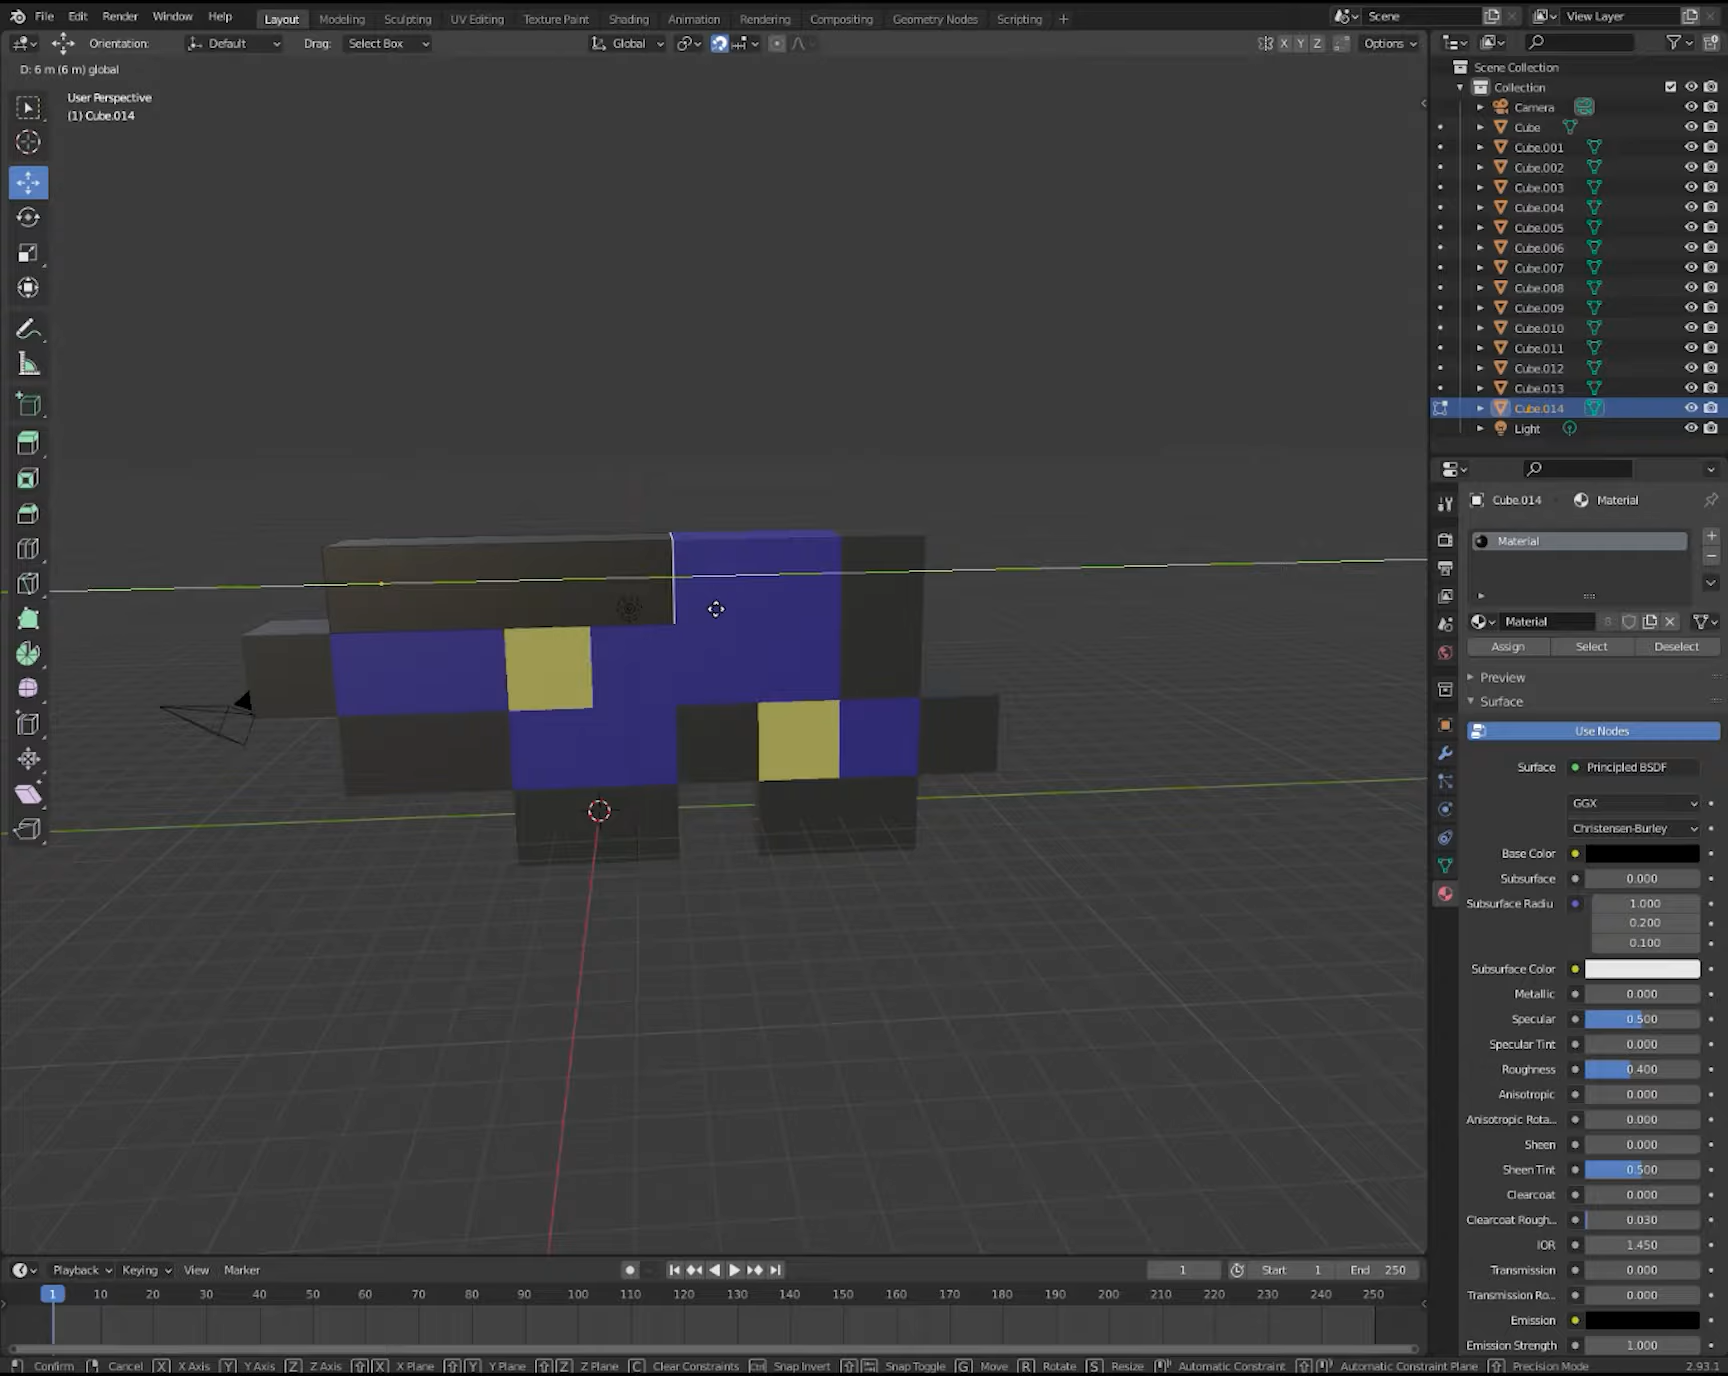 File Edit Render Window Help Layout Modeling Sculpting UV Editing Texture Paint Shading Animation Rendering Compositing Geometry Nodes Scripting + Scene View Layer
Orientation: Default Drag: Select Box Global X Y Z Options
D: 6 m (6 m) global
User Perspective
(1) Cube.014
Scene Collection
Collection
Camera
Cube
Cube.001
Cube.002
Cube.003
Cube.004
Cube.005
Cube.006
Cube.007
Cube.008
Cube.009
Cube.010
Cube.011
Cube.012
Cube.013
Cube.014
Light
Cube.014 Material
Material
Material 8
Assign Select Deselect
Preview
Surface
Use Nodes
Surface Principled BSDF
GGX
Christensen-Burley
Base Color
Subsurface 0.000
Subsurface Radiu 1.000
0.200
0.100
Subsurface Color
Metallic 0.000
Specular 0.500
Specular Tint 0.000
Roughness 0.400
Anisotropic 0.000
Anisotropic Rota... 0.000
Sheen 0.000
Sheen Tint 0.500
Clearcoat 0.000
Clearcoat Rough... 0.030
IOR 1.450
Transmission 0.000
Transmission Ro... 0.000
Emission
Emission Strength 1.000
Playback Keying View Marker 1 Start 1 End 250
1 10 20 30 40 50 60 70 80 90 100 110 120 130 140 150 160 170 180 190 200 210 220 230 240 250
Confirm Cancel X X Axis Y Y Axis Z Z Axis X X Plane Y Y Plane Z Z Plane C Clear Constraints Snap Invert Snap Toggle G Move R Rotate S Resize Automatic Constraint Automatic Constraint Plane Precision Mode 2.93.1